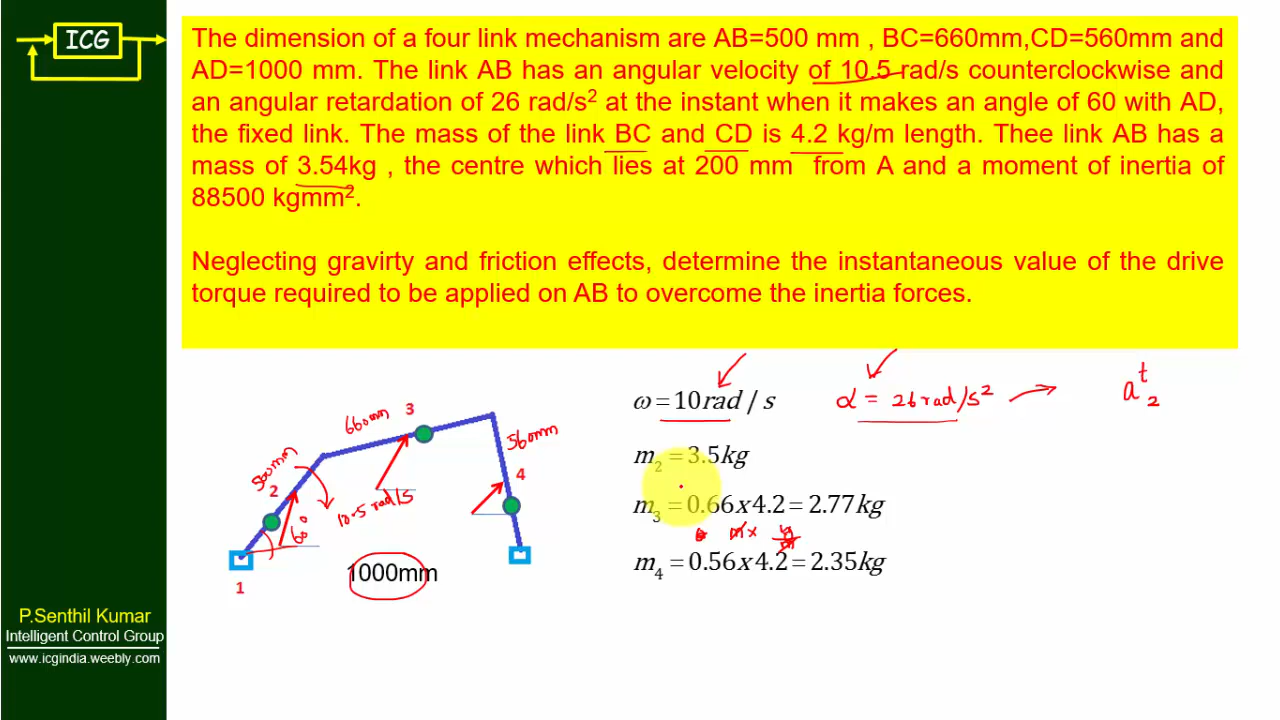 ICG
The dimension of a four link mechanism are AB=500 mm , BC=660mm,CD=560mm and
AD=1000 mm. The link AB has an angular velocity of 10.5 rad/s counterclockwise and
an angular retardation of 26 rad/s² at the instant when it makes an angle of 60 with AD,
the fixed link. The mass of the link BC and CD is 4.2 kg/m length. Thee link AB has a
mass of 3.54kg , the centre which lies at 200 mm from A and a moment of inertia of
88500 kgmm².
Neglecting gravirty and friction effects, determine the instantaneous value of the drive
torque required to be applied on AB to overcome the inertia forces.
ω = 10rad / s
α = 26 rad/s²
a₂ᵗ
m₂ = 3.5kg
m₃ = 0.66x4.2 = 2.77kg
m x kg/m
m₄ = 0.56x4.2 = 2.35kg
660mm
3
500mm
2
560mm
4
10.5 rad/s
60°
1000mm
1
P.Senthil Kumar
Intelligent Control Group
www.icgindia.weebly.com